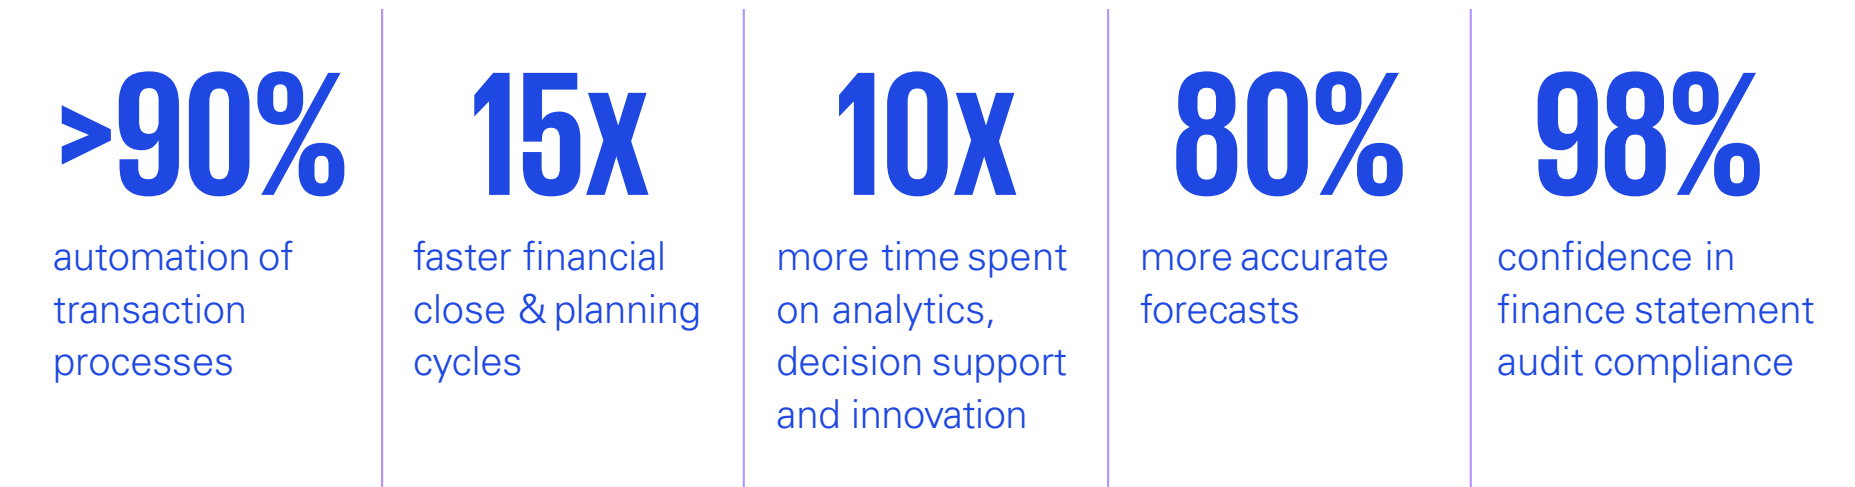 >90%
automation of
transaction
processes
15x
faster financial
close & planning
cycles
10x
more time spent
on analytics,
decision support
and innovation
80%
more accurate
forecasts
98%
confidence in
finance statement
audit compliance